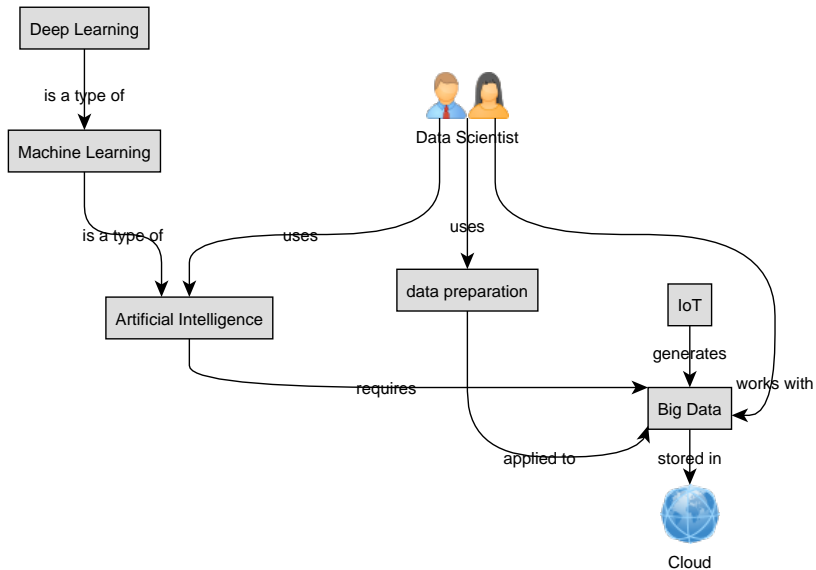 Deep Learning
is a type of
Machine Learning
Data Scientist
is a type of
uses
uses
data preparation
IoT
Artificial Intelligence
generates
requires
works with
Big Data
applied to
stored in
Cloud